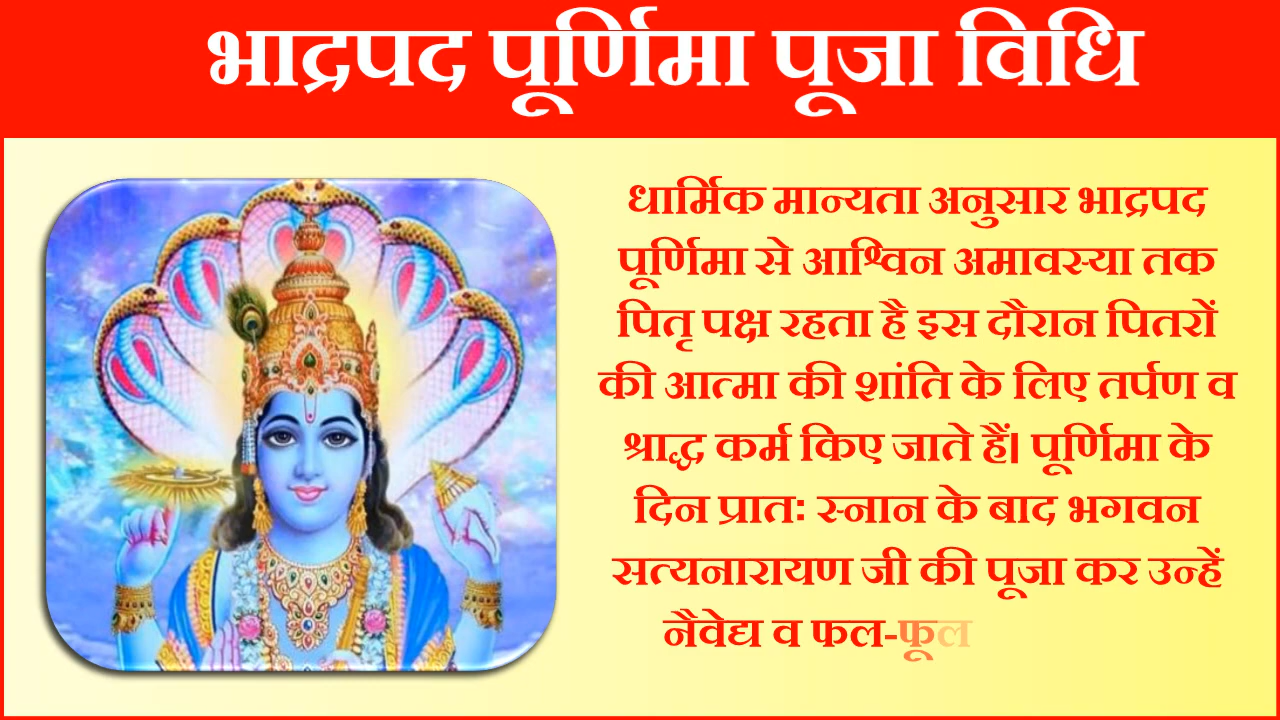 भाद्रपद पूर्णिमा पूजा विधि
धार्मिक मान्यता अनुसार भाद्रपद
पूर्णिमा से आश्विन अमावस्या तक
पितृ पक्ष रहता है इस दौरान पितरों
की आत्मा की शांति के लिए तर्पण व
श्राद्ध कर्म किए जाते हैं। पूर्णिमा के
दिन प्रातः स्नान के बाद भगवन
सत्यनारायण जी की पूजा कर उन्हें
नैवेद्य व फल-फूल